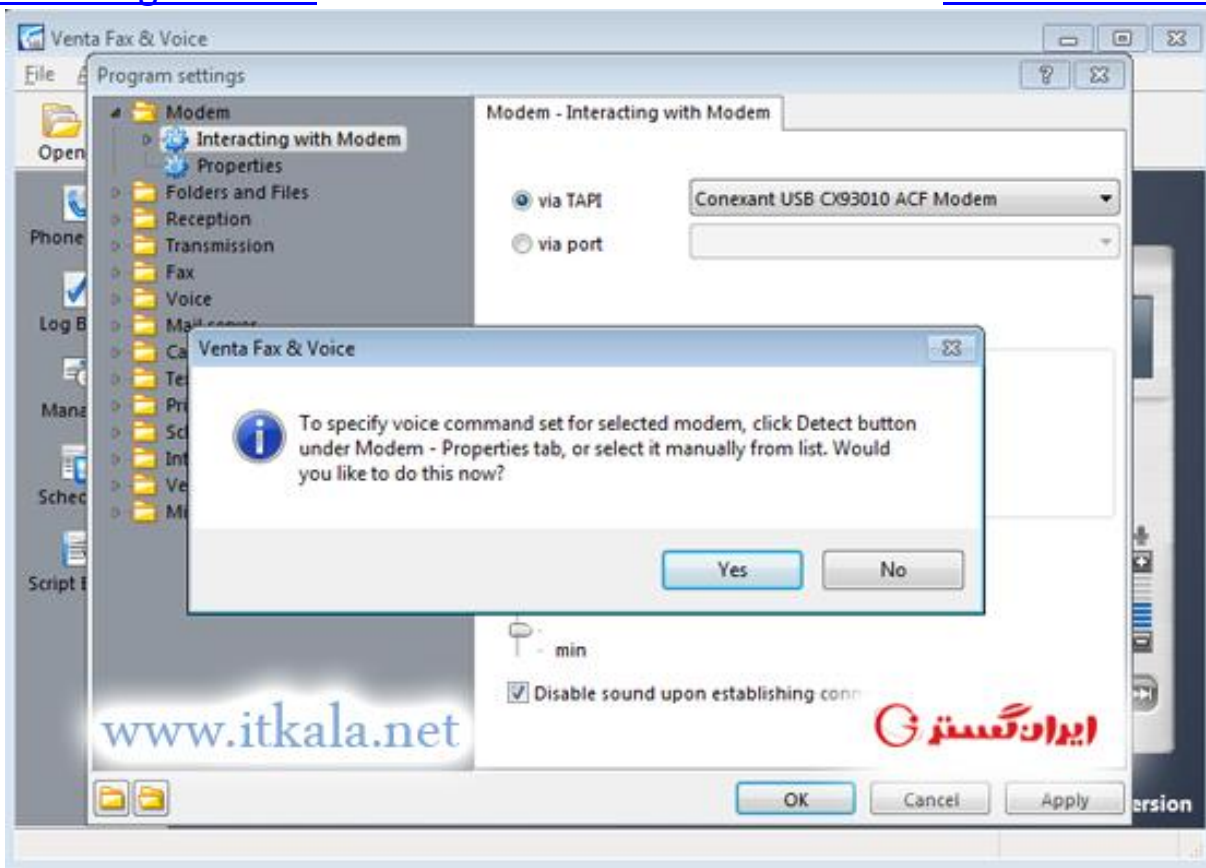 Venta Fax & Voice
File
Program settings
Open
Modem
Interacting with Modem
Properties
Folders and Files
Reception
Transmission
Fax
Voice
Mail server
Modem - Interacting with Modem
via TAPI
Conexant USB CX93010 ACF Modem
via port
Phone
Log B
Mana
Sched
Script E
Venta Fax & Voice
To specify voice command set for selected modem, click Detect button
under Modem - Properties tab, or select it manually from list. Would
you like to do this now?
Yes
No
min
Disable sound upon establishing conn
www.itkala.net
ایران گستر
OK
Cancel
Apply
ersion